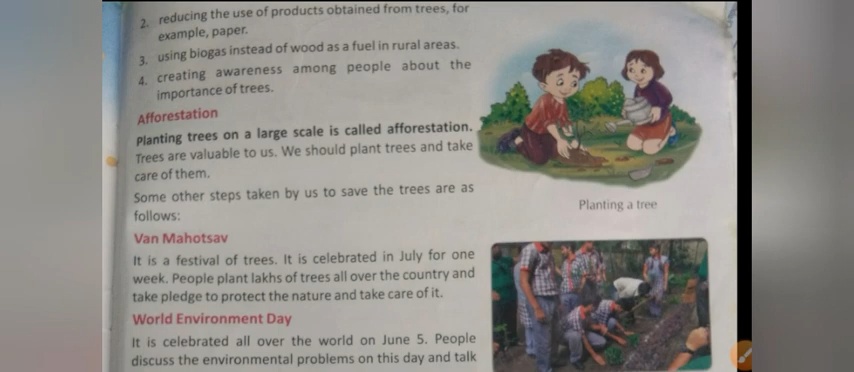 2. reducing the use of products obtained from trees, for
example, paper.
3. using biogas instead of wood as a fuel in rural areas.
4. creating awareness among people about the
importance of trees.
Afforestation
Planting trees on a large scale is called afforestation.
Trees are valuable to us. We should plant trees and take
care of them.
Some other steps taken by us to save the trees are as
follows:
Van Mahotsav
It is a festival of trees. It is celebrated in July for one
week. People plant lakhs of trees all over the country and
take pledge to protect the nature and take care of it.
World Environment Day
It is celebrated all over the world on June 5. People
discuss the environmental problems on this day and talk
Planting a tree